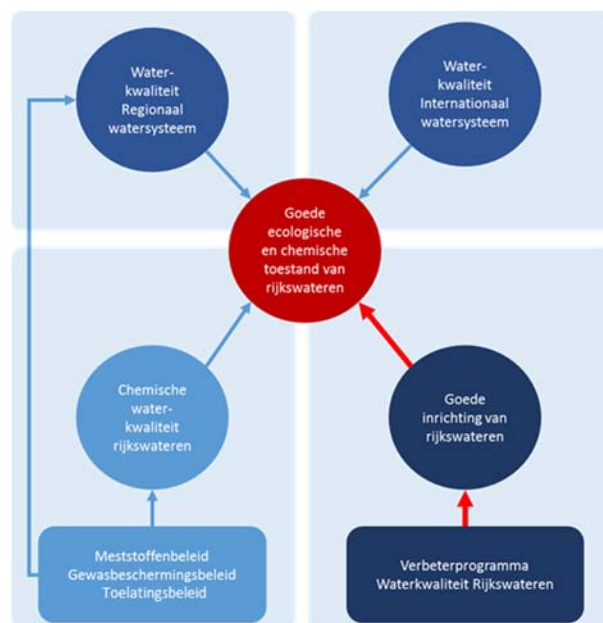 Water-
kwaliteit
Regionaal
watersysteem
Water-
kwaliteit
Internationaal
watersysteem
Goede
ecologische
en chemische
toestand van
rijkswateren
Chemische
water-
kwaliteit
rijkswateren
Goede
inrichting van
rijkswateren
Meststoffenbeleid
Gewasbeschermingsbeleid
Toelatingsbeleid
Verbeterprogramma
Waterkwaliteit Rijkswateren